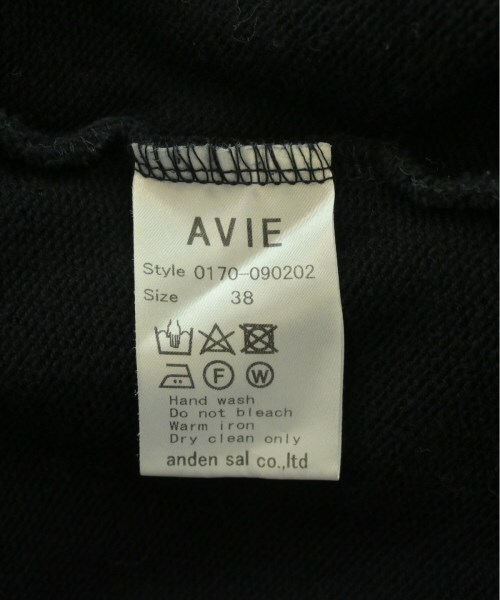 AVIE
Style 0170-090202
Size 38
F W
Hand wash
Do not bleach
Warm iron
Dry clean only
anden sal co.,ltd